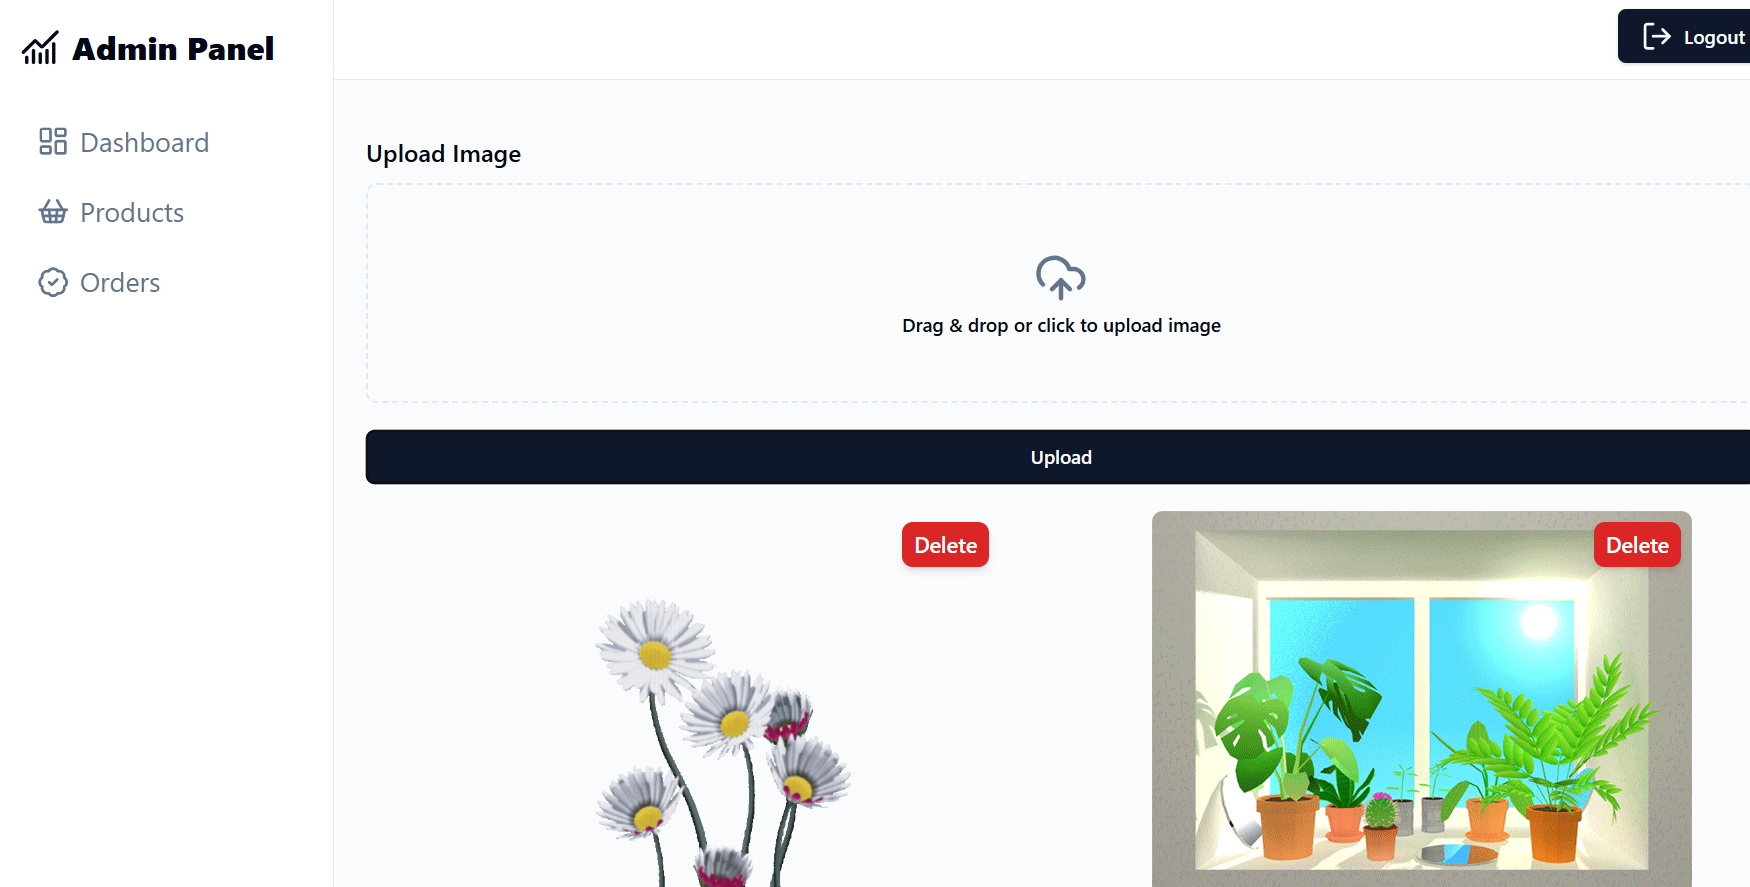 Admin Panel
Logout
Dashboard
Products
Orders
Upload Image
Drag & drop or click to upload image
Upload
Delete
Delete